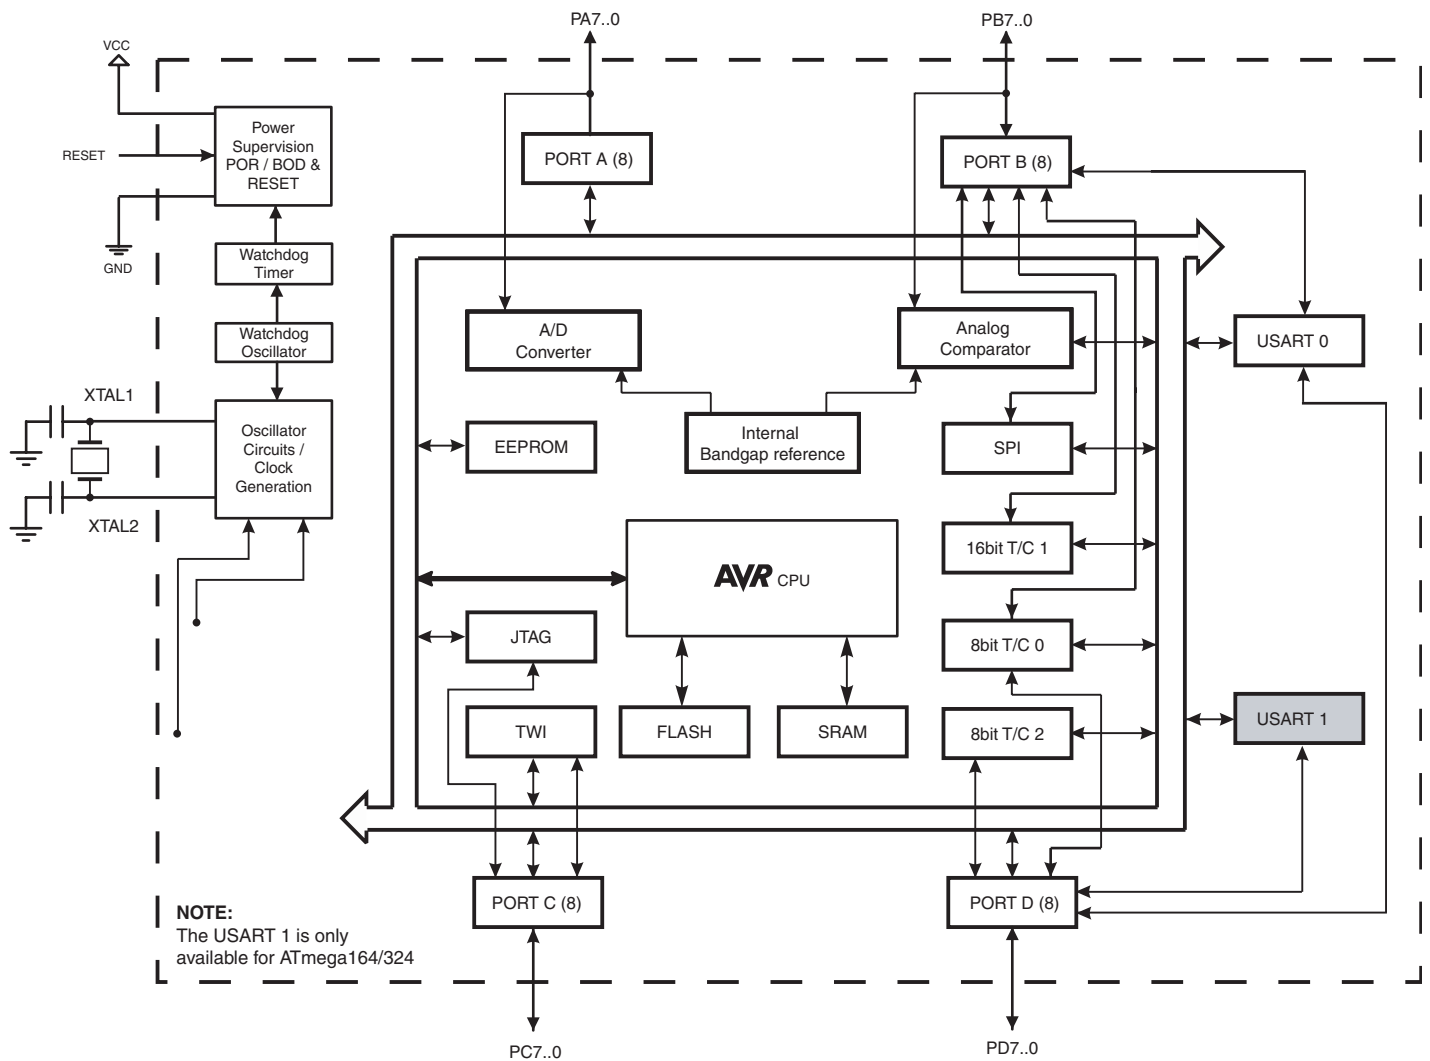 PA7..0
PB7..0
VCC
RESET
GND
Power
Supervision
POR / BOD &
RESET
PORT A (8)
PORT B (8)
Watchdog
Timer
Watchdog
Oscillator
A/D
Converter
Analog
Comparator
USART 0
XTAL1
XTAL2
Oscillator
Circuits /
Clock
Generation
EEPROM
Internal
Bandgap reference
SPI
AVR CPU
16bit T/C 1
JTAG
8bit T/C 0
TWI
FLASH
SRAM
8bit T/C 2
USART 1
PORT C (8)
PORT D (8)
NOTE:
The USART 1 is only
available for ATmega164/324
PC7..0
PD7..0